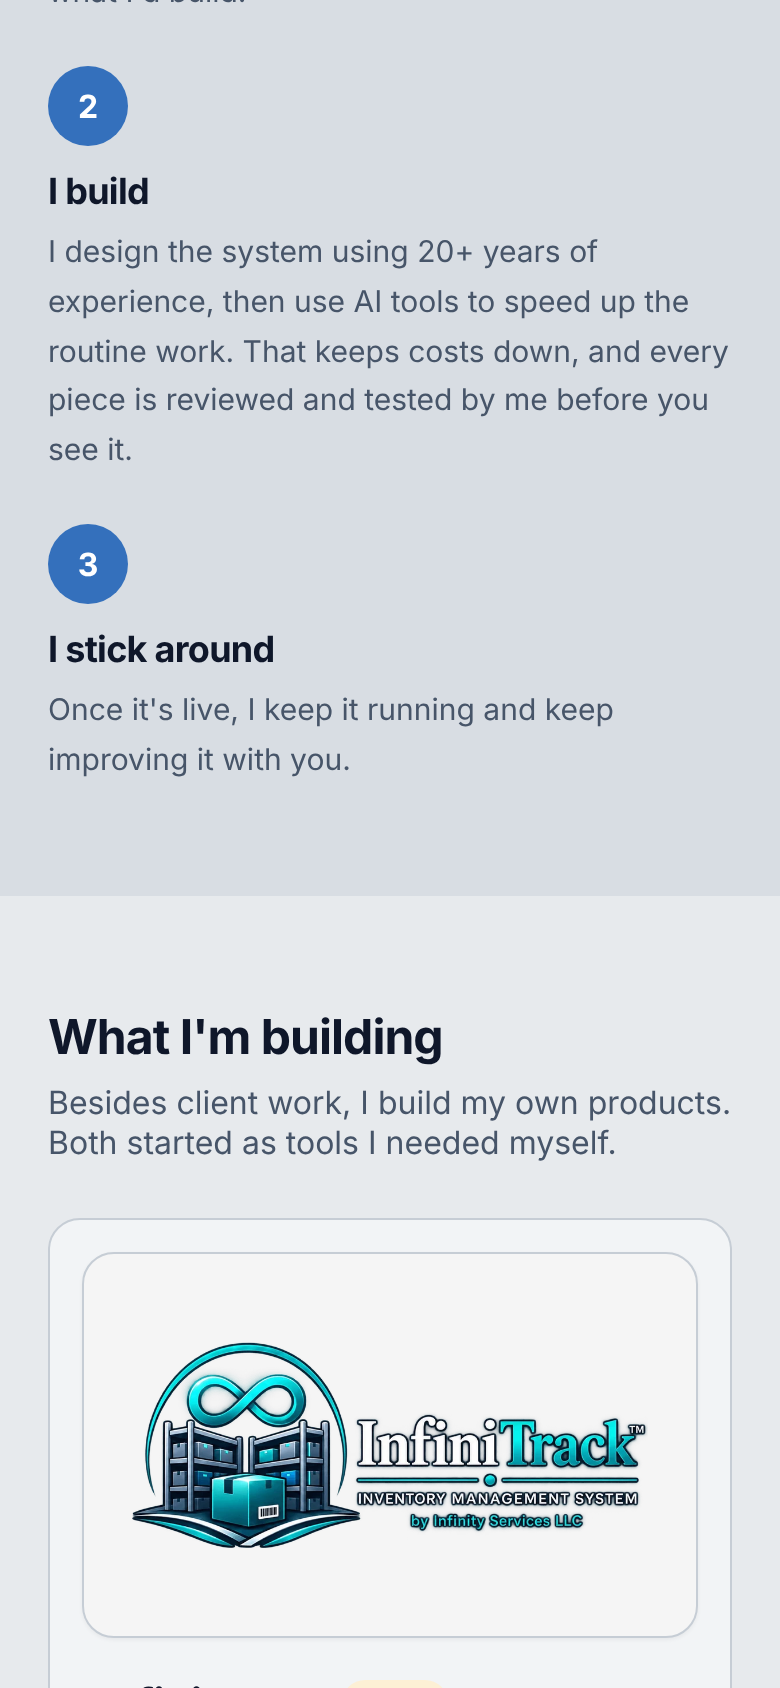 2
I build
I design the system using 20+ years of
experience, then use AI tools to speed up the
routine work. That keeps costs down, and every
piece is reviewed and tested by me before you
see it.
3
I stick around
Once it's live, I keep it running and keep
improving it with you.
What I'm building
Besides client work, I build my own products.
Both started as tools I needed myself.
InfiniTrack™
INVENTORY MANAGEMENT SYSTEM
by Infinity Services LLC